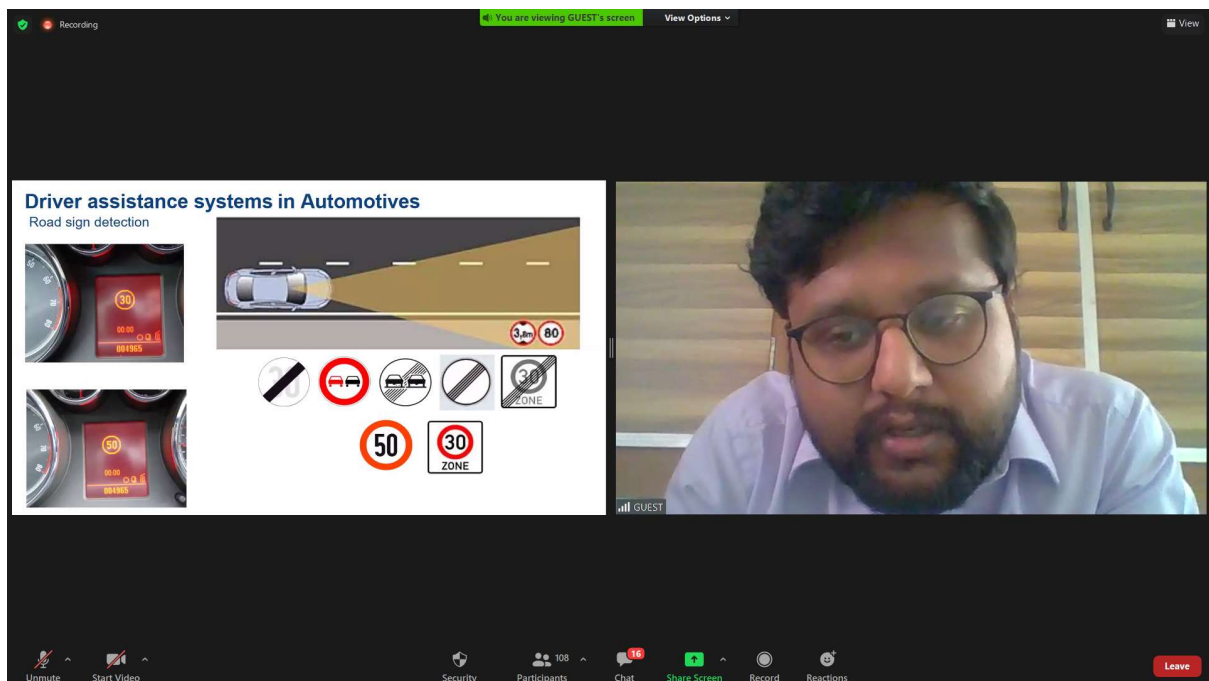 Recording
You are viewing GUEST's screen
View Options
View
Driver assistance systems in Automotives
Road sign detection
30
00:00
001965
3,8m
80
30
ZONE
50
30
ZONE
50
00:00
001965
GUEST
Unmute
Start Video
Security
108
Participants
16
Chat
Share Screen
Record
Reactions
Leave